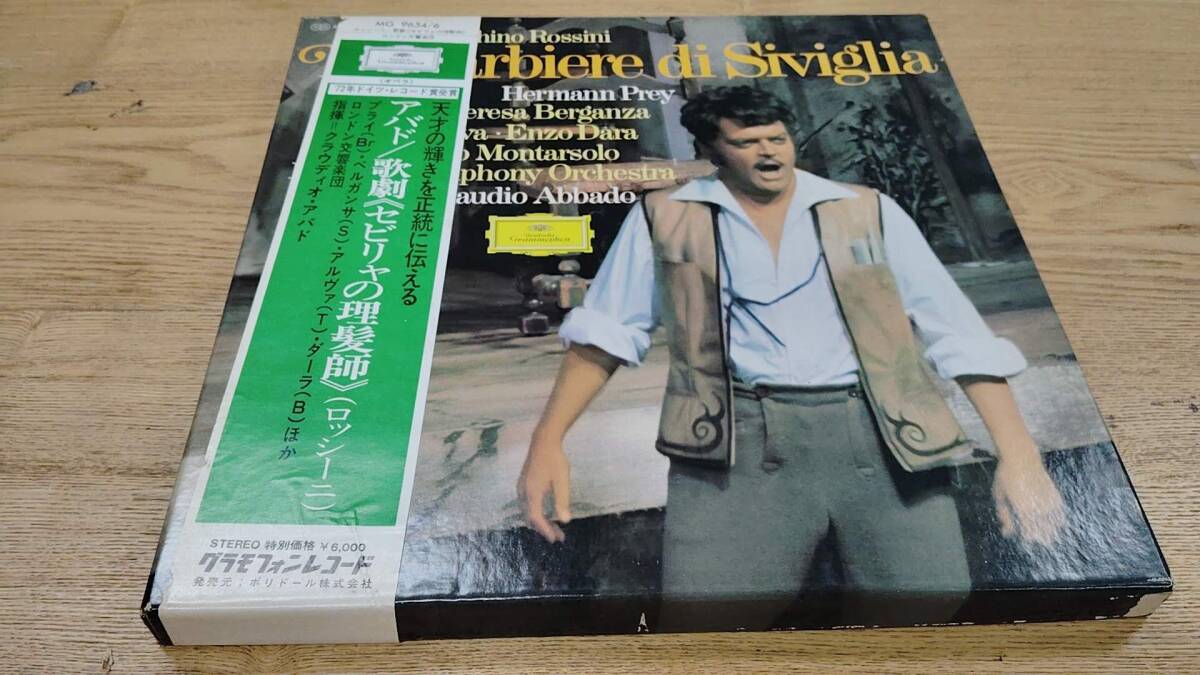 MG 9634/6
Deutsche Grammophon
(オペラ)
'72年ドイツ・レコード賞受賞
天才の輝きを正統に伝える
アバド/歌劇《セビリャの理髪師》(ロッシーニ)
プライ(Br)・ベルガンサ(S)・アルヴァ(T)・ダーラ(B)ほか
ロンドン交響楽団
指揮=クラウディオ・アバド
STEREO 特別価格 ¥6,000
グラモフォンレコード
発売元:ポリドール株式会社
hino Rossini
rbiere di Siviglia
Hermann Prey
eresa Berganza
va · Enzo Dara
o Montarsolo
phony Orchestra
audio Abbado
Deutsche Grammophon